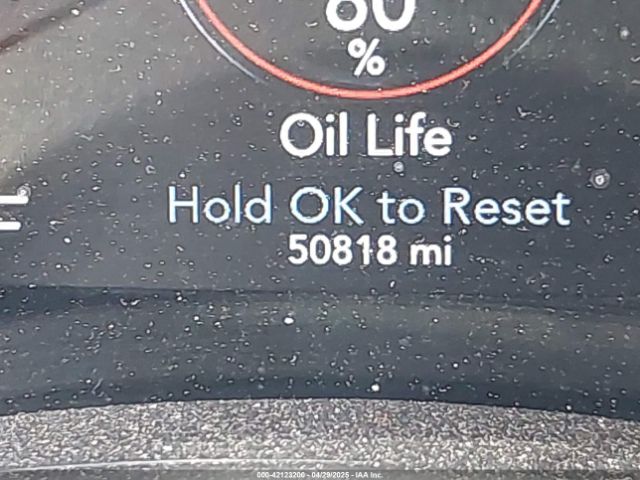 %
Oil Life
Hold OK to Reset
50818 mi
000-42123200 - 04/29/2025 - IAA Inc.